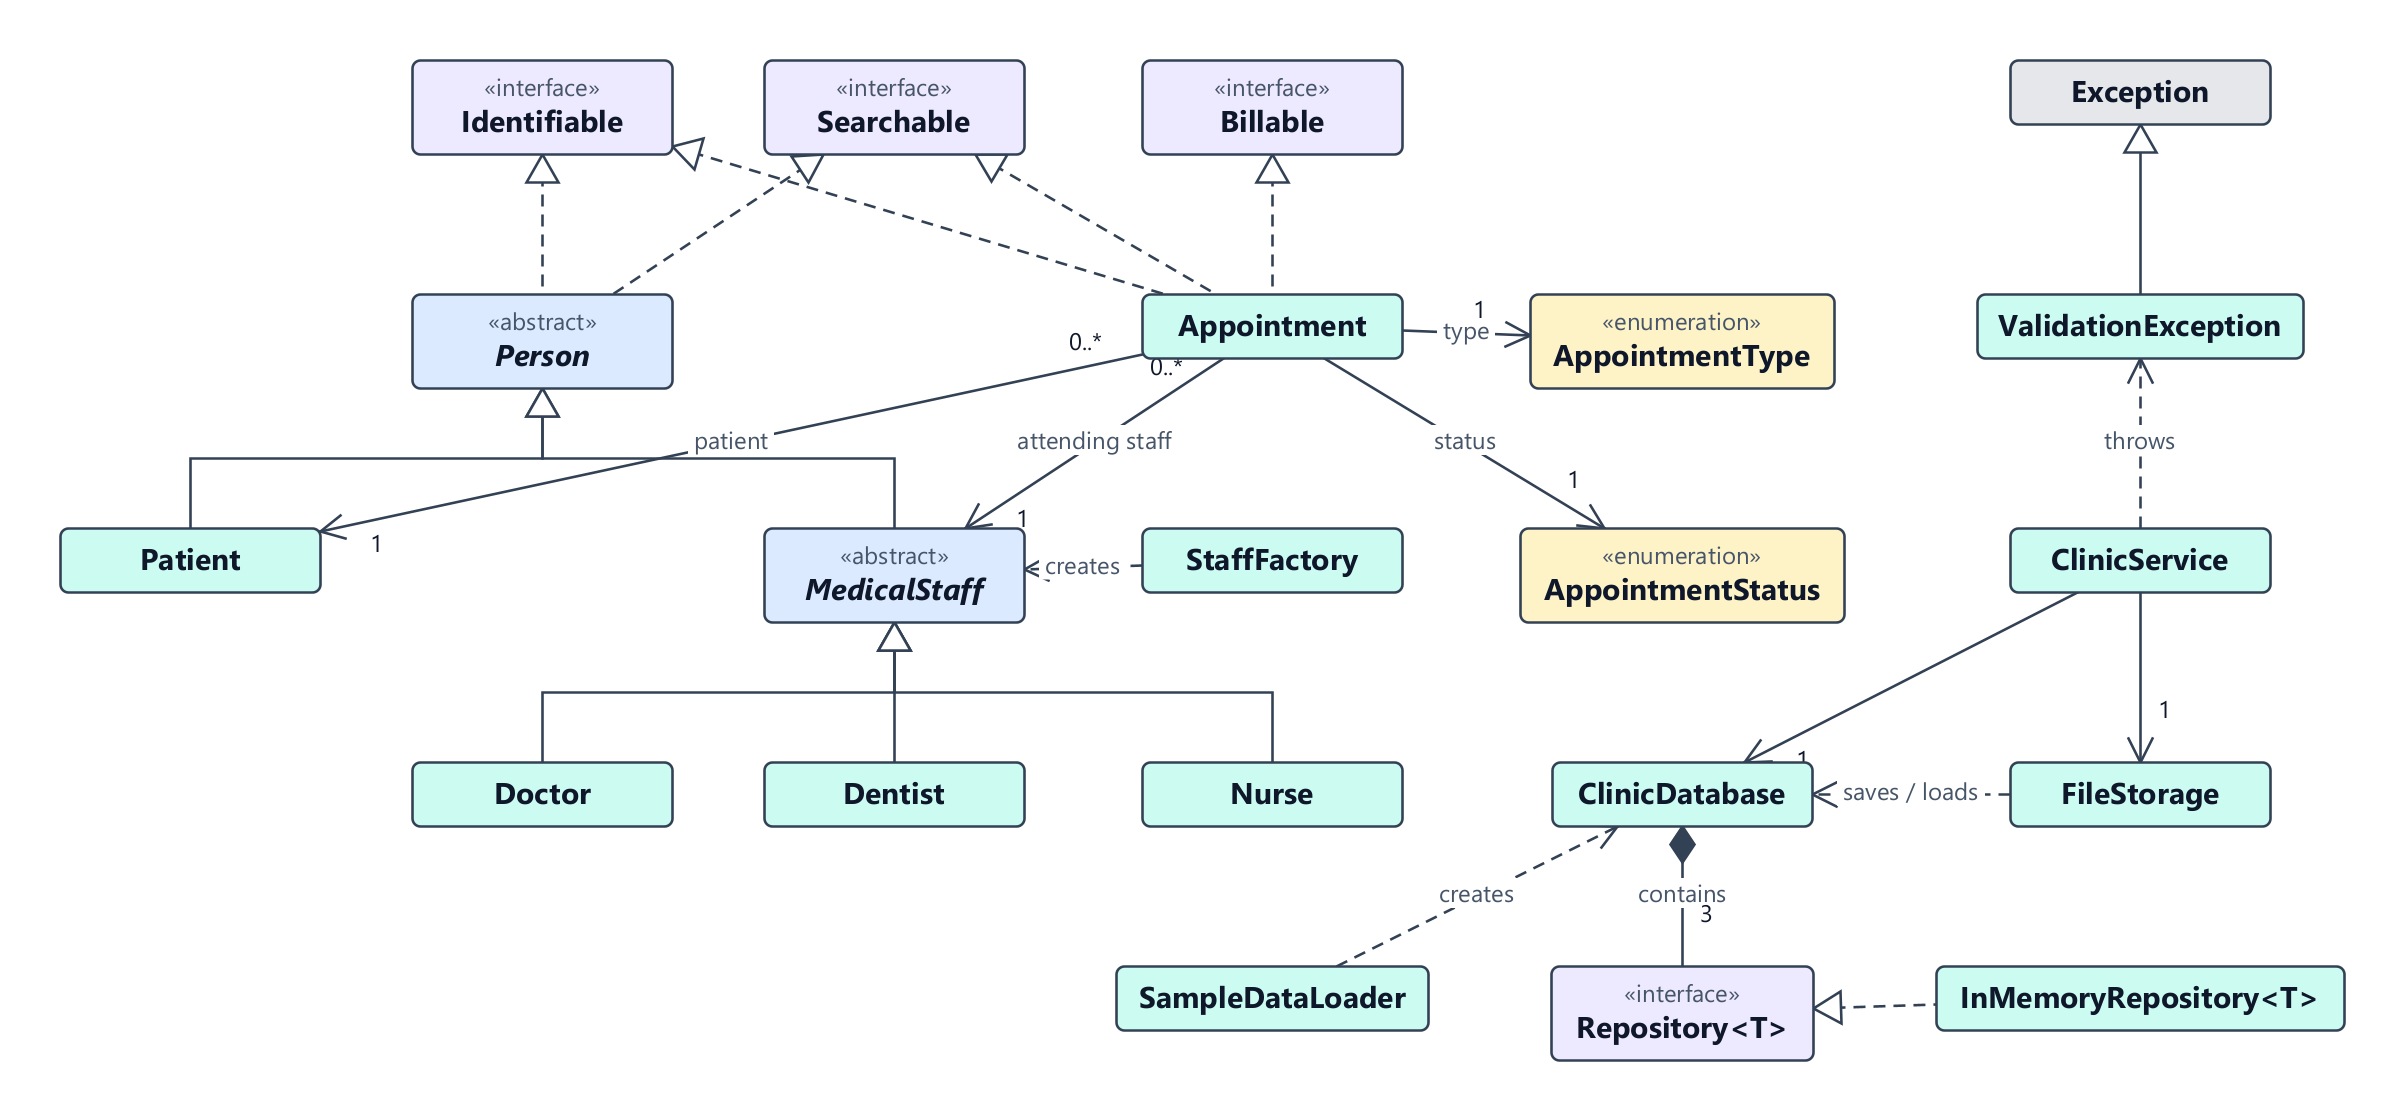 «interface»
Identifiable
«interface»
Searchable
«interface»
Billable
Exception
«abstract»
Person
Appointment
1
type
«enumeration»
AppointmentType
ValidationException
0..*
0..*
patient
attending staff
status
throws
1
1
1
Patient
«abstract»
MedicalStaff
creates
StaffFactory
«enumeration»
AppointmentStatus
ClinicService
1
1
Doctor
Dentist
Nurse
ClinicDatabase
saves / loads
FileStorage
creates
contains
3
SampleDataLoader
«interface»
Repository<T>
InMemoryRepository<T>